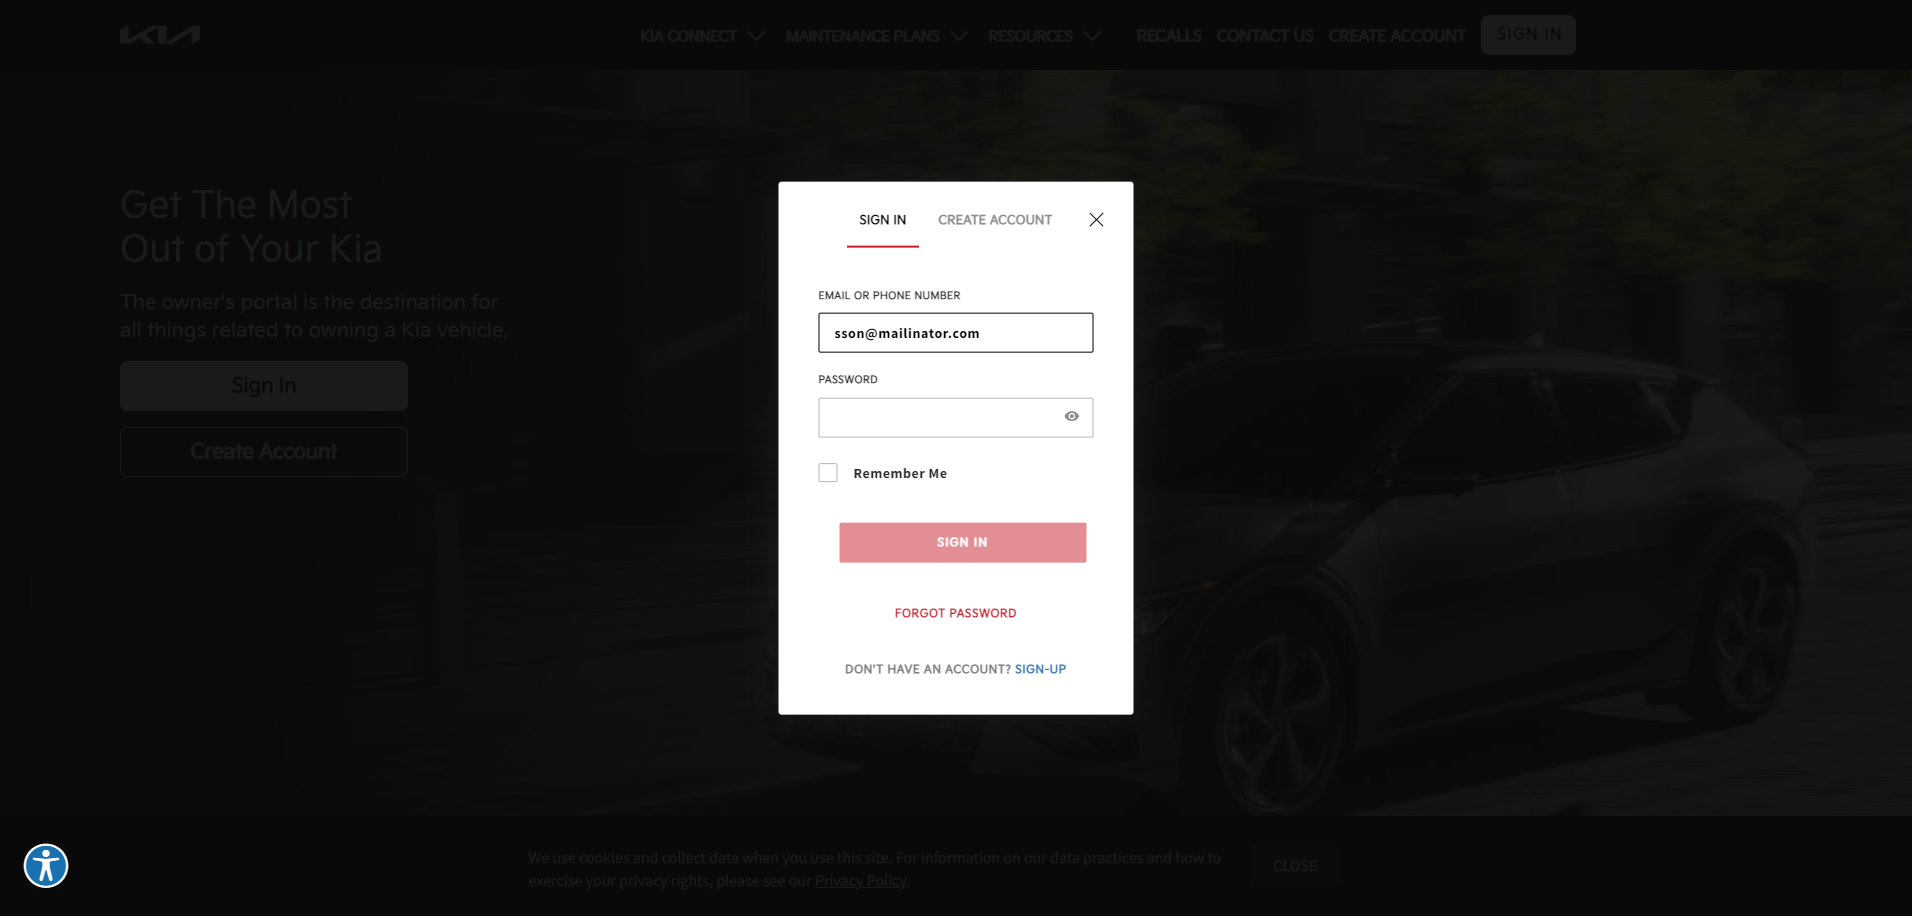 KIA
KIA CONNECT MAINTENANCE PLANS RESOURCES RECALLS CONTACT US CREATE ACCOUNT SIGN IN
Get The Most
Out of Your Kia
The owner's portal is the destination for
all things related to owning a Kia vehicle.
Sign In
Create Account
SIGN IN CREATE ACCOUNT
EMAIL OR PHONE NUMBER
sson@mailinator.com
PASSWORD
Remember Me
SIGN IN
FORGOT PASSWORD
DON'T HAVE AN ACCOUNT? SIGN-UP
We use cookies and collect data when you use this site. For information on our data practices and how to
exercise your privacy rights, please see our Privacy Policy.
CLOSE